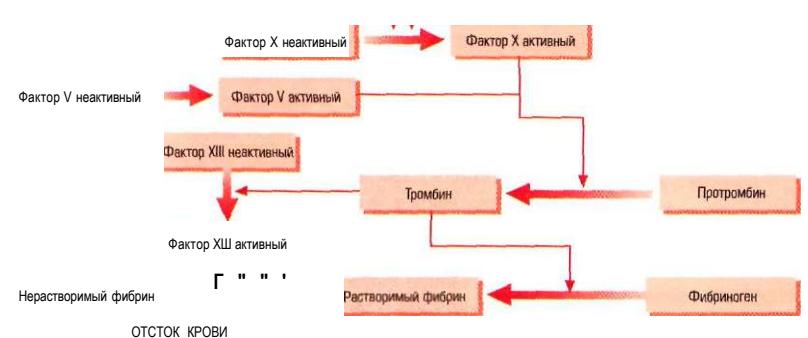 Фактор X неактивный
Фактор X активный
Фактор V неактивный
Фактор V активный
Фактор XIII неактивный
Тромбин
Протромбин
Фактор ХШ активный
Г " " '
Нерастворимый фибрин
Растворимый фибрин
Фибриноген
ОТСТОК КРОВИ